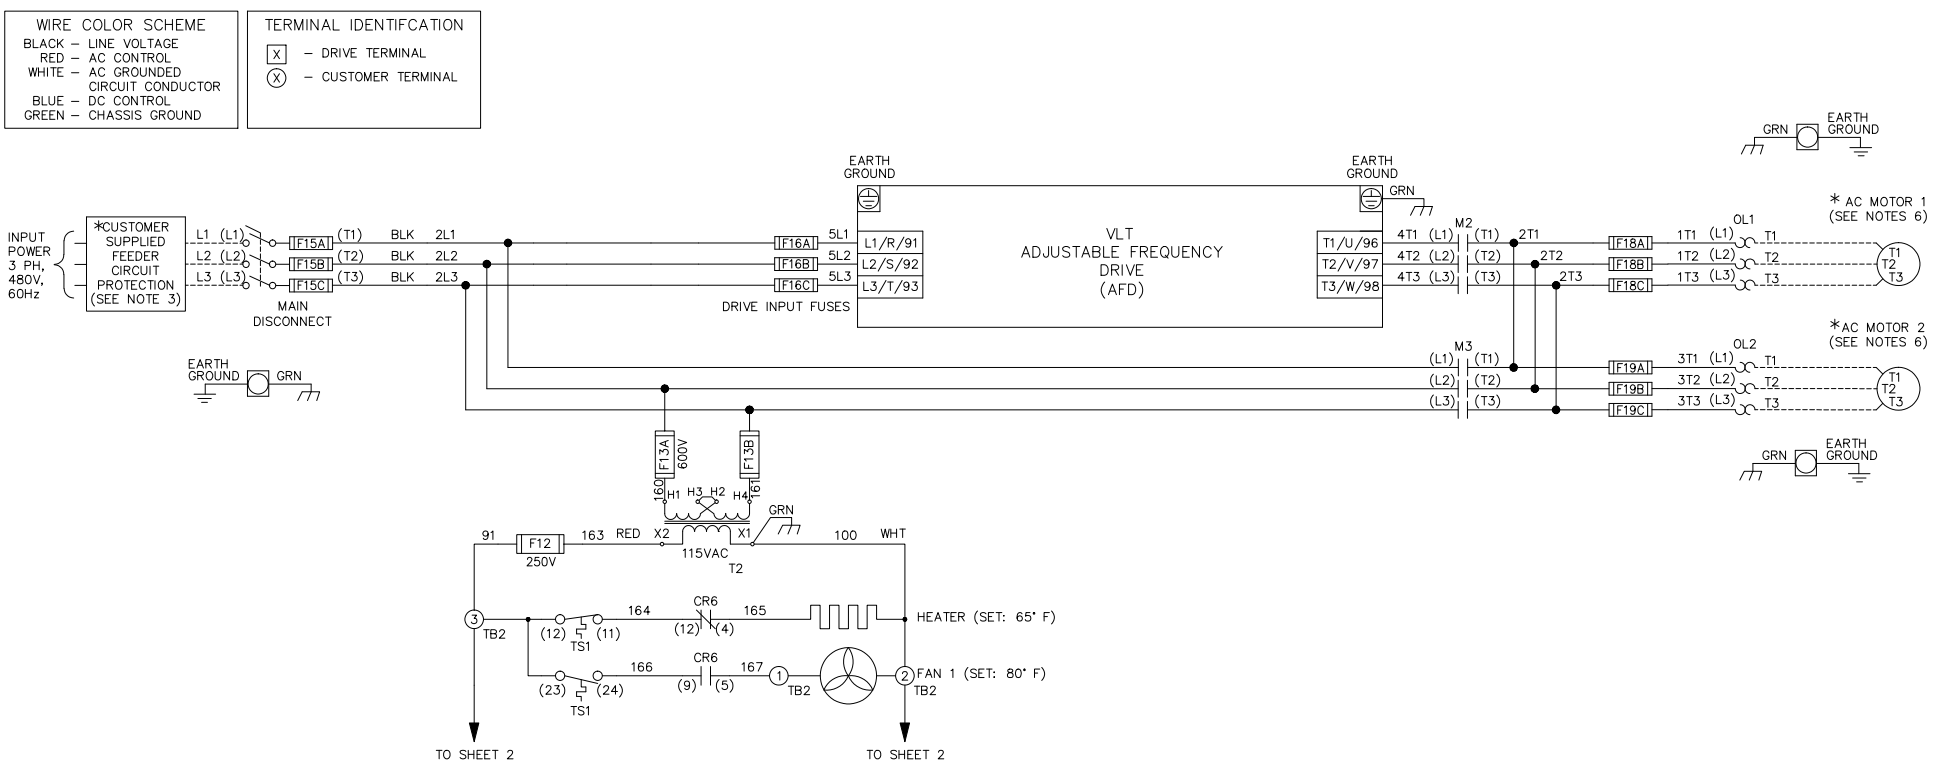 WIRE COLOR SCHEME
BLACK – LINE VOLTAGE
RED – AC CONTROL
WHITE – AC GROUNDED
CIRCUIT CONDUCTOR
BLUE – DC CONTROL
GREEN – CHASSIS GROUND
TERMINAL IDENTIFCATION
X – DRIVE TERMINAL
X – CUSTOMER TERMINAL
INPUT
POWER
3 PH,
480V,
60Hz
*CUSTOMER
SUPPLIED
FEEDER
CIRCUIT
PROTECTION
(SEE NOTE 3)
L1 (L1) F15A (T1) BLK 2L1 F16A 5L1 L1/R/91
L2 (L2) F15B (T2) BLK 2L2 F16B 5L2 L2/S/92
L3 (L3) F15C (T3) BLK 2L3 F16C 5L3 L3/T/93
MAIN
DISCONNECT
DRIVE INPUT FUSES
EARTH
GROUND
VLT
ADJUSTABLE FREQUENCY
DRIVE
(AFD)
EARTH
GROUND
GRN
M2
T1/U/96 4T1 (L1) (T1) 2T1 F18A 1T1 (L1) T1
T2/V/97 4T2 (L2) (T2) 2T2 F18B 1T2 (L2) T2
T3/W/98 4T3 (L3) (T3) 2T3 F18C 1T3 (L3) T3
OL1
GRN
EARTH
GROUND
* AC MOTOR 1
(SEE NOTES 6)
T1
T2
T3
M3
(L1) (T1) F19A 3T1 (L1) T1
(L2) (T2) F19B 3T2 (L2) T2
(L3) (T3) F19C 3T3 (L3) T3
OL2
*AC MOTOR 2
(SEE NOTES 6)
T1
T2
T3
GRN
EARTH
GROUND
EARTH
GROUND
GRN
F13A
600V
F13B
160
161
H1 H3 H2 H4
GRN
91 F12 163 RED X2 X1 100 WHT
250V
115VAC
T2
3
TB2
(12) (11) 164 CR6 (12) (4) 165
TS1
HEATER (SET: 65° F)
(23) (24) 166 CR6 (9) (5) 167 1 TB2
TS1
2
TB2
FAN 1 (SET: 80° F)
TO SHEET 2
TO SHEET 2